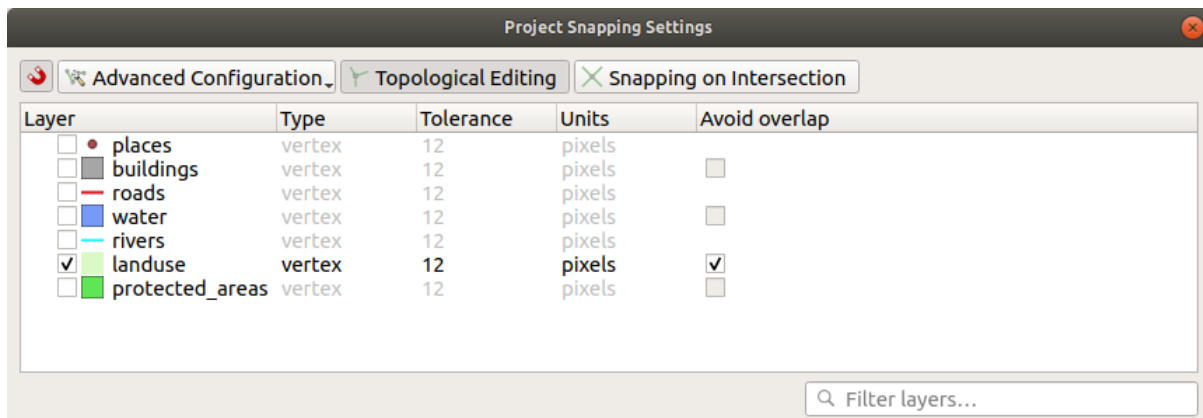 Project Snapping Settings
Advanced Configuration Topological Editing Snapping on Intersection
Layer Type Tolerance Units Avoid overlap
places vertex 12 pixels
buildings vertex 12 pixels
roads vertex 12 pixels
water vertex 12 pixels
rivers vertex 12 pixels
landuse vertex 12 pixels
protected_areas vertex 12 pixels
Filter layers...